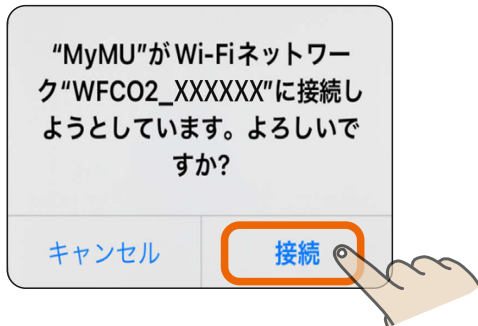 “MyMU”がWi-Fiネットワー
ク“WFCO2_XXXXXX”に接続し
ようとしています。よろしいで
すか?
キャンセル
接続